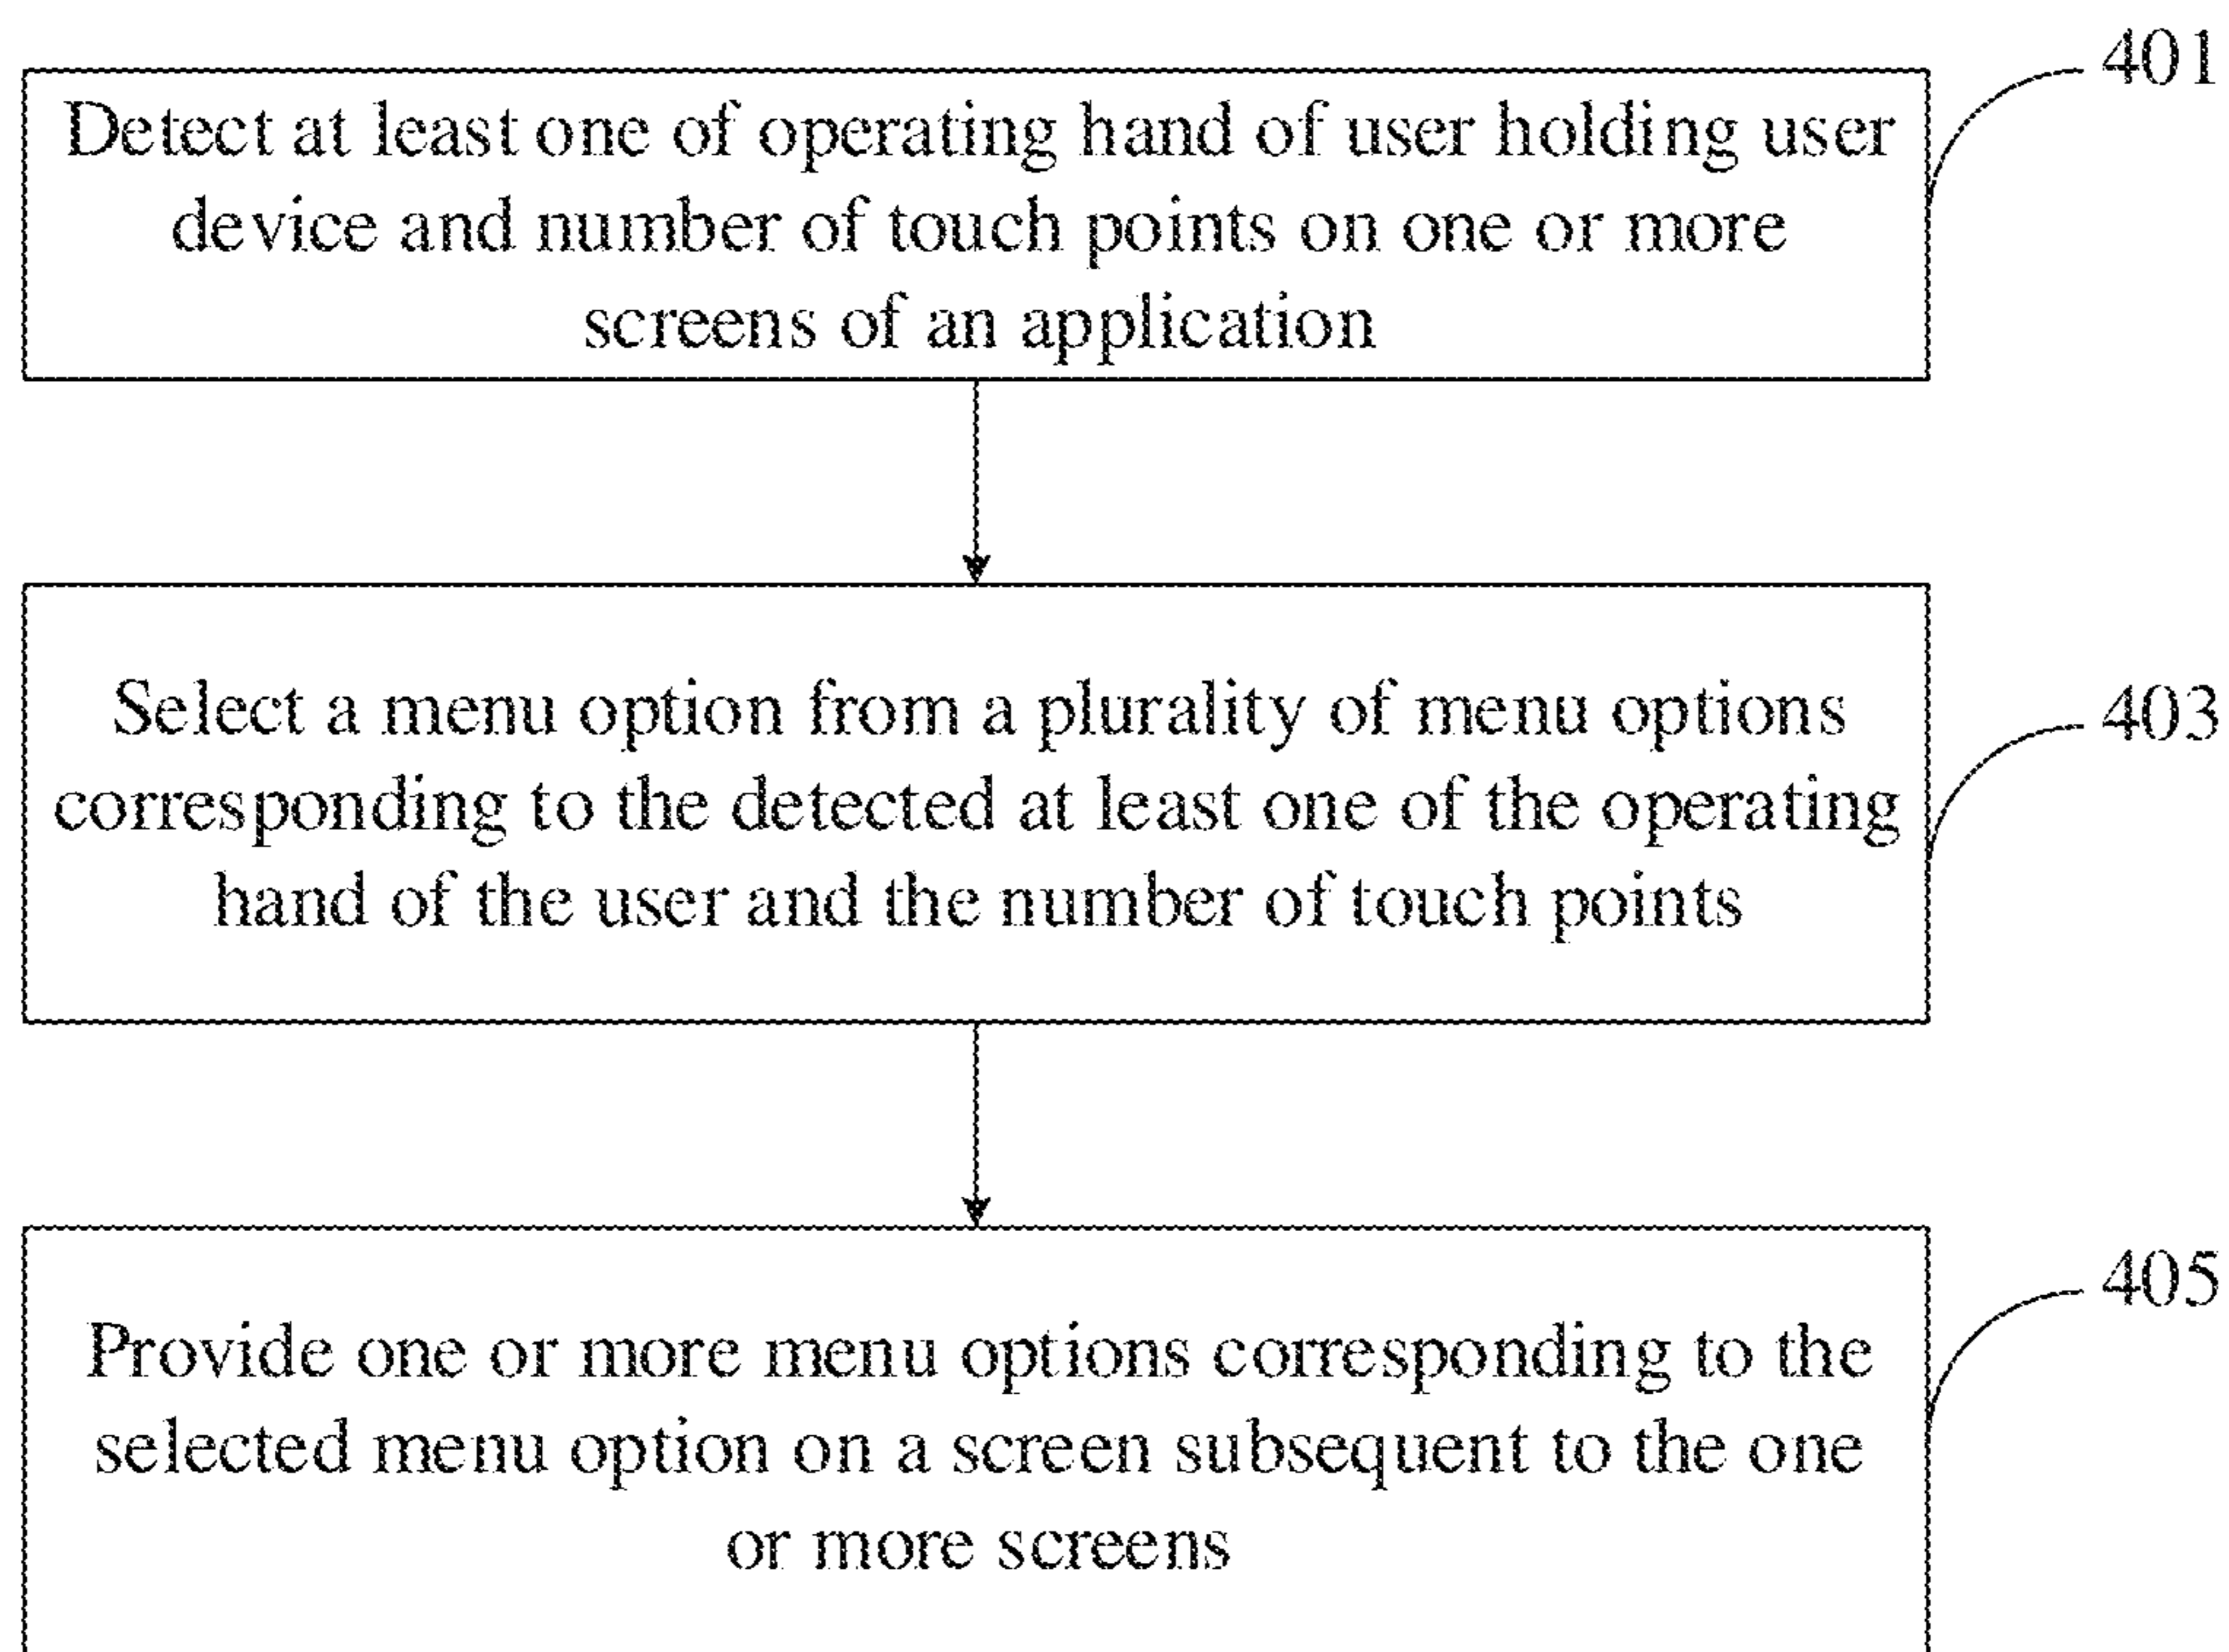 401
Detect at least one of operating hand of user holding user
device and number of touch points on one or more
screens of an application
403
Select a menu option from a plurality of menu options
corresponding to the detected at least one of the operating
hand of the user and the number of touch points
405
Provide one or more menu options corresponding to the
selected menu option on a screen subsequent to the one
or more screens